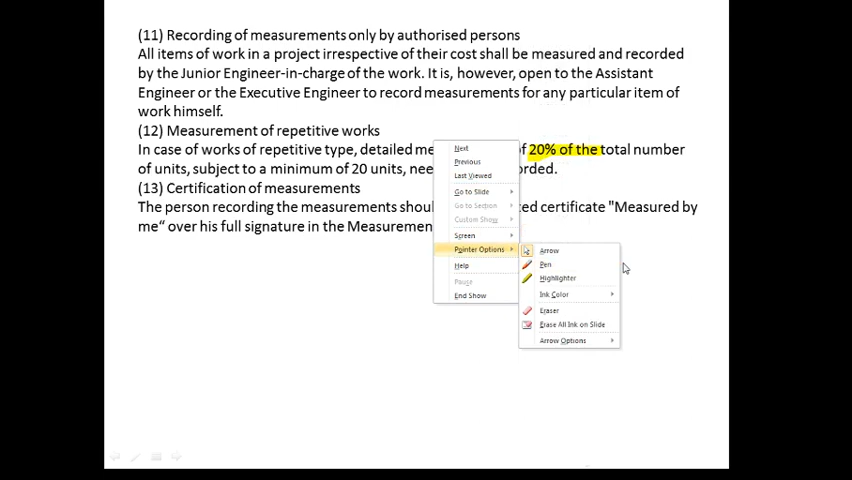 (11) Recording of measurements only by authorised persons
All items of work in a project irrespective of their cost shall be measured and recorded
by the Junior Engineer-in-charge of the work. It is, however, open to the Assistant
Engineer or the Executive Engineer to record measurements for any particular item of
work himself.
(12) Measurement of repetitive works
In case of works of repetitive type, detailed me of 20% of the total number
of units, subject to a minimum of 20 units, nee orded.
(13) Certification of measurements
The person recording the measurements shou ed certificate "Measured by
me“ over his full signature in the Measuremen
Next
Previous
Last Viewed
Go to Slide
Go to Section
Custom Show
Screen
Pointer Options
Help
Pause
End Show
Arrow
Pen
Highlighter
Ink Color
Eraser
Erase All Ink on Slide
Arrow Options